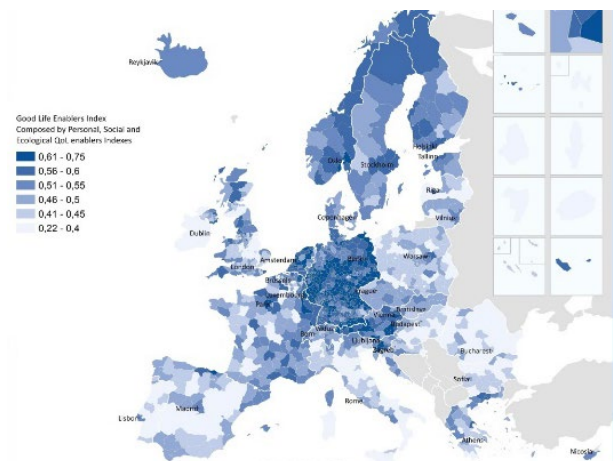 Reykjavik
Good Life Enablers Index
Composed by Personal, Social and
Ecological QoL enablers Indexes
0,61 - 0,75
0,56 - 0,6
0,51 - 0,55
0,46 - 0,5
0,41 - 0,45
0,22 - 0,4
Oslo
Helsinki
Tallinn
Stockholm
Riga
Copenhagen
Vilnius
Dublin
Amsterdam
Berlin
Warsaw
London
Brussels
Luxembourg
Prague
Paris
Vienna
Bratislava
Budapest
Bern
Vaduz
Ljubljana
Zagreb
Bucharest
Sofia
Rome
Madrid
Lisbon
Athens
Nicosia